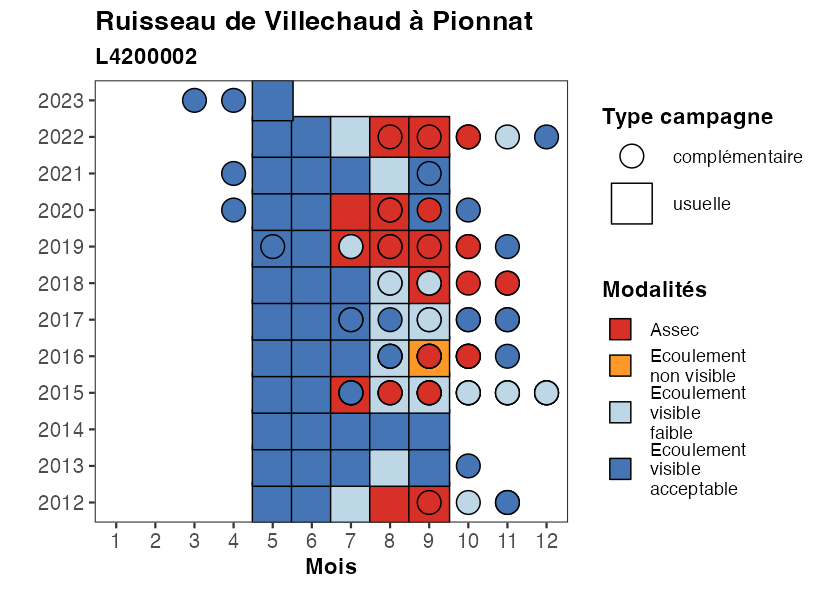 Ruisseau de Villechaud à Pionnat
L4200002
2023
2022
2021
2020
2019
2018
2017
2016
2015
2014
2013
2012
1 2 3 4 5 6 7 8 9 10 11 12
Mois
Type campagne
complémentaire
usuelle
Modalités
Assec
Ecoulement
non visible
Ecoulement
visible
faible
Ecoulement
visible
acceptable